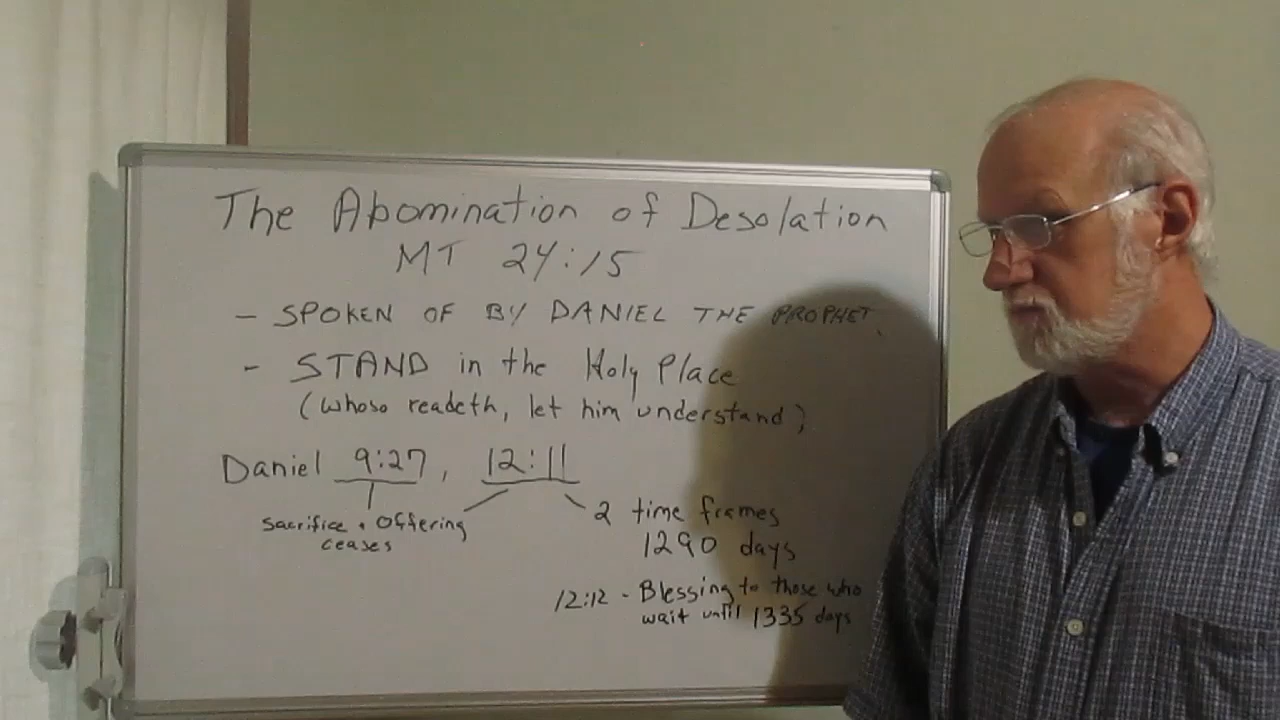 The Abomination of Desolation
MT 24:15
- SPOKEN OF BY DANIEL THE PROPHET.
- STAND in the Holy Place
(whoso readeth, let him understand)
Daniel 9:27, 12:11
sacrifice + Offering
ceases
2 time frames
1290 days
12:12 - Blessing to those who
wait until 1335 days